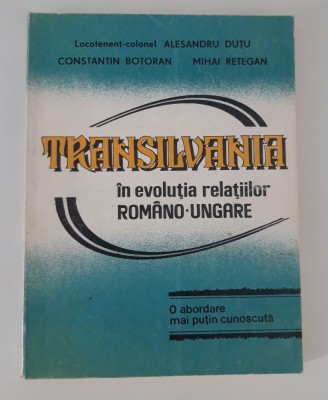 Locotenent-colonel ALESANDRU DUȚU
CONSTANTIN BOTORAN MIHAI RETEGAN
TRANSILVANIA
în evoluția relațiilor
ROMÂNO-UNGARE
O abordare
mai puțin cunoscută